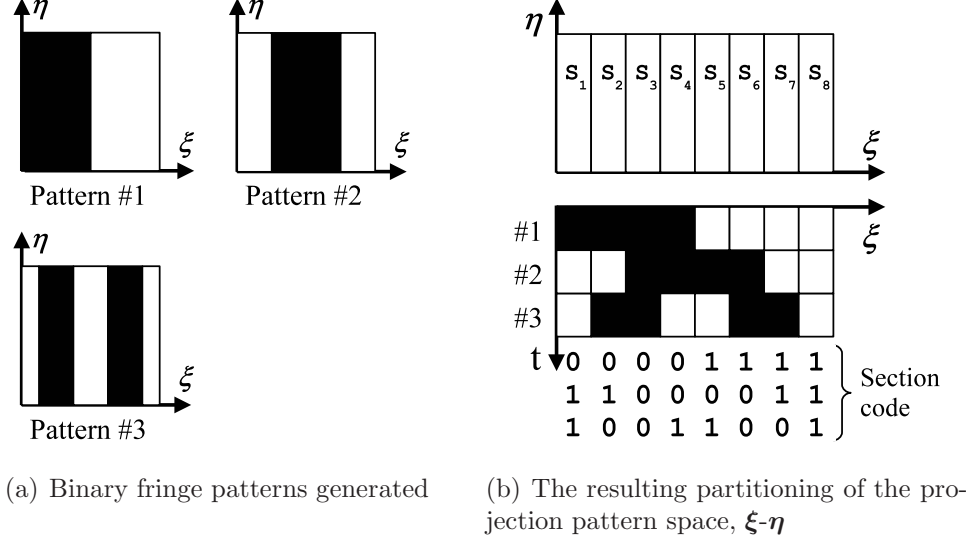 η
ξ
Pattern #1
η
ξ
Pattern #2
η
ξ
Pattern #3
(a) Binary fringe patterns generated
η
S1 S2 S3 S4 S5 S6 S7 S8
ξ
ξ
#1
#2
#3
t
0 0 0 0 1 1 1 1
1 1 0 0 0 0 1 1
1 0 0 1 1 0 0 1
Section
code
(b) The resulting partitioning of the pro-
jection pattern space, ξ-η